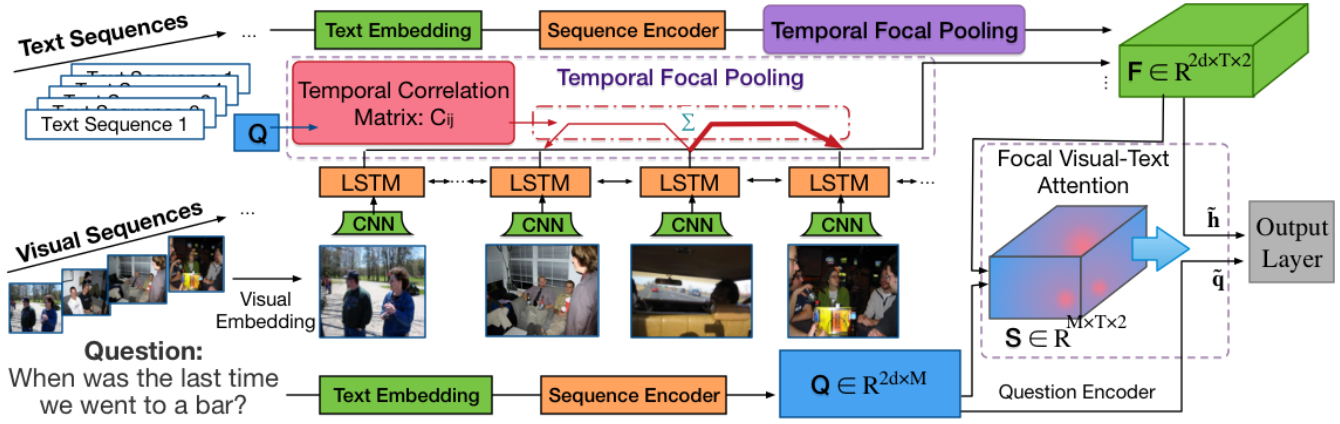 Text Sequences
...
Text Embedding
Sequence Encoder
Temporal Focal Pooling
F ∈ R^{2d×T×2}
Text Sequence 1
Q
Temporal Correlation
Matrix: C_{ij}
Temporal Focal Pooling
Σ
LSTM
...
LSTM
LSTM
LSTM
...
CNN
CNN
CNN
CNN
Visual Sequences
...
Visual
Embedding
Focal Visual-Text
Attention
S ∈ R^{M×T×2}
h̃
q̃
Output
Layer
Question:
When was the last time
we went to a bar?
Text Embedding
Sequence Encoder
Q ∈ R^{2d×M}
Question Encoder